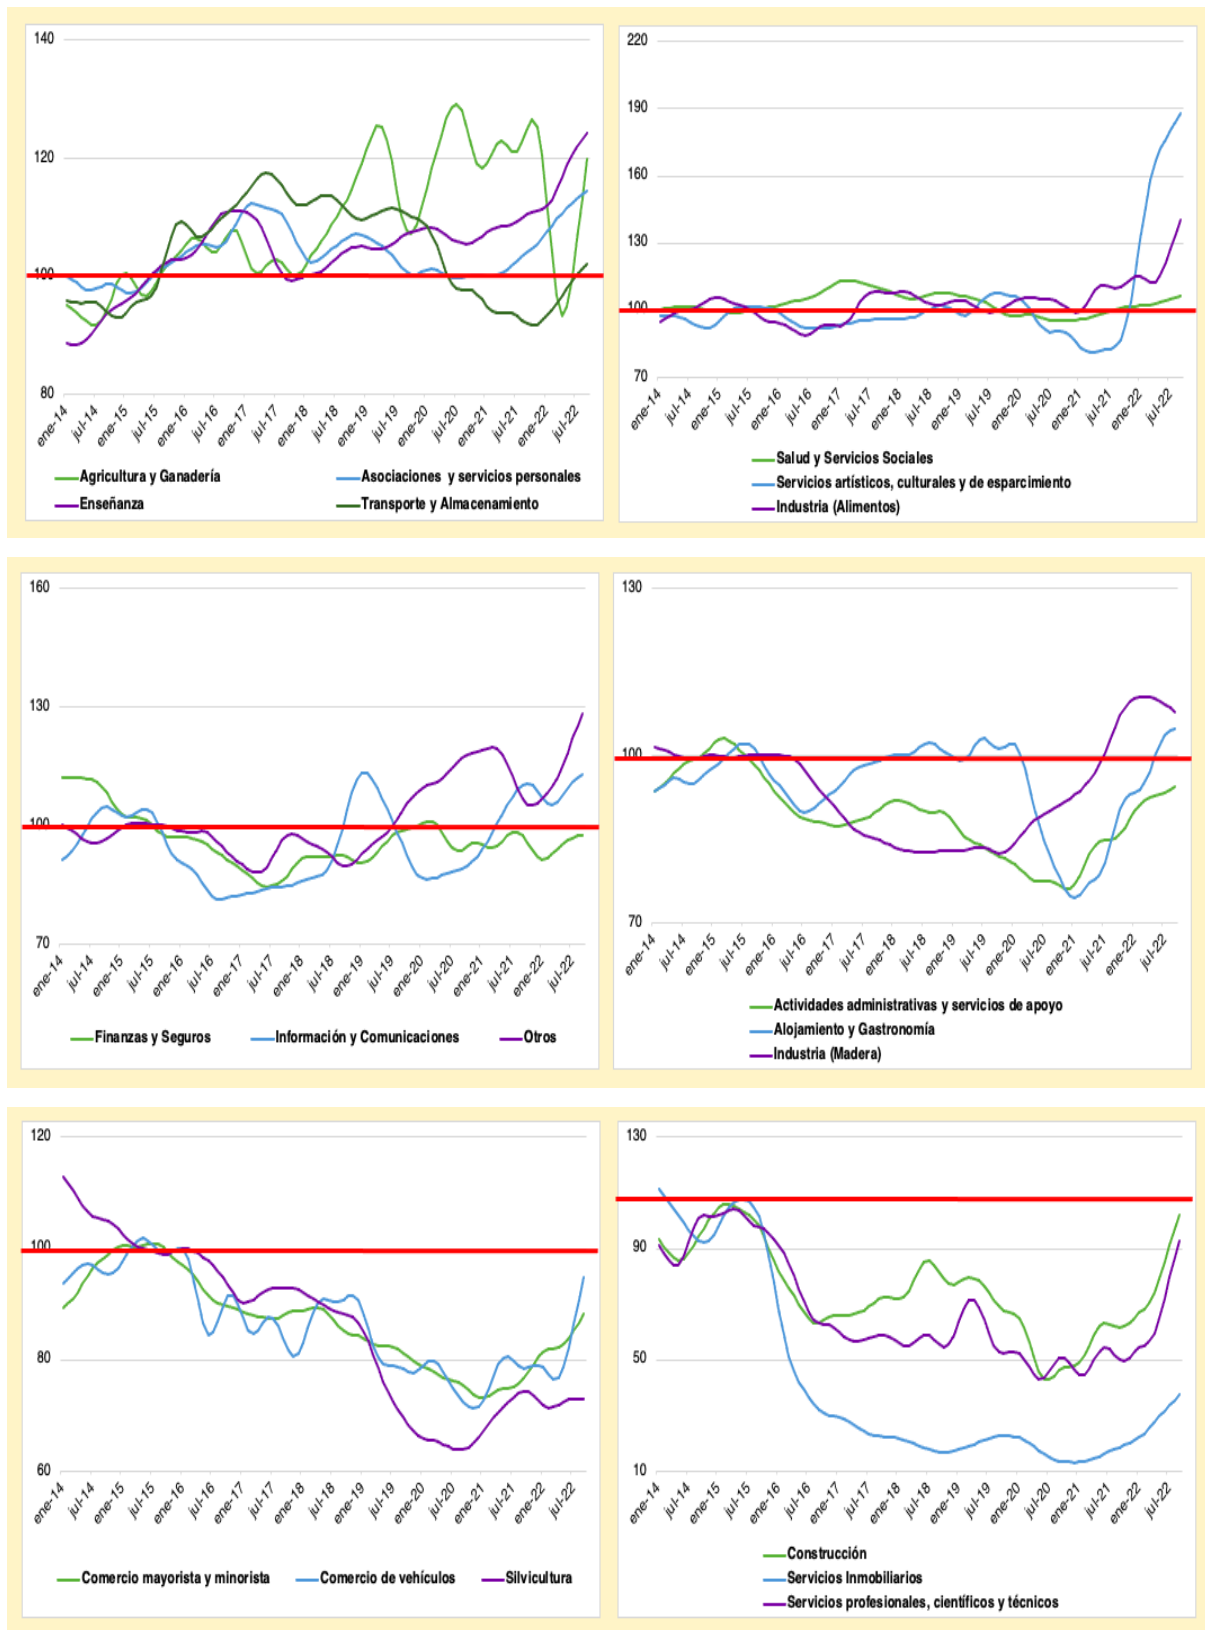 140
120
100
80
ene-14 jul-14 ene-15 jul-15 ene-16 jul-16 ene-17 jul-17 ene-18 jul-18 ene-19 jul-19 ene-20 jul-20 ene-21 jul-21 ene-22 jul-22
Agricultura y Ganadería Asociaciones y servicios personales
Enseñanza Transporte y Almacenamiento
220
190
160
130
100
70
ene-14 jul-14 ene-15 jul-15 ene-16 jul-16 ene-17 jul-17 ene-18 jul-18 ene-19 jul-19 ene-20 jul-20 ene-21 jul-21 ene-22 jul-22
Salud y Servicios Sociales
Servicios artísticos, culturales y de esparcimiento
Industria (Alimentos)
160
130
100
70
ene-14 jul-14 ene-15 jul-15 ene-16 jul-16 ene-17 jul-17 ene-18 jul-18 ene-19 jul-19 ene-20 jul-20 ene-21 jul-21 ene-22 jul-22
Finanzas y Seguros Información y Comunicaciones Otros
130
100
70
ene-14 jul-14 ene-15 jul-15 ene-16 jul-16 ene-17 jul-17 ene-18 jul-18 ene-19 jul-19 ene-20 jul-20 ene-21 jul-21 ene-22 jul-22
Actividades administrativas y servicios de apoyo
Alojamiento y Gastronomía
Industria (Madera)
120
100
80
60
ene-14 jul-14 ene-15 jul-15 ene-16 jul-16 ene-17 jul-17 ene-18 jul-18 ene-19 jul-19 ene-20 jul-20 ene-21 jul-21 ene-22 jul-22
Comercio mayorista y minorista Comercio de vehículos Silvicultura
130
90
50
10
ene-14 jul-14 ene-15 jul-15 ene-16 jul-16 ene-17 jul-17 ene-18 jul-18 ene-19 jul-19 ene-20 jul-20 ene-21 jul-21 ene-22 jul-22
Construcción
Servicios Inmobiliarios
Servicios profesionales, científicos y técnicos